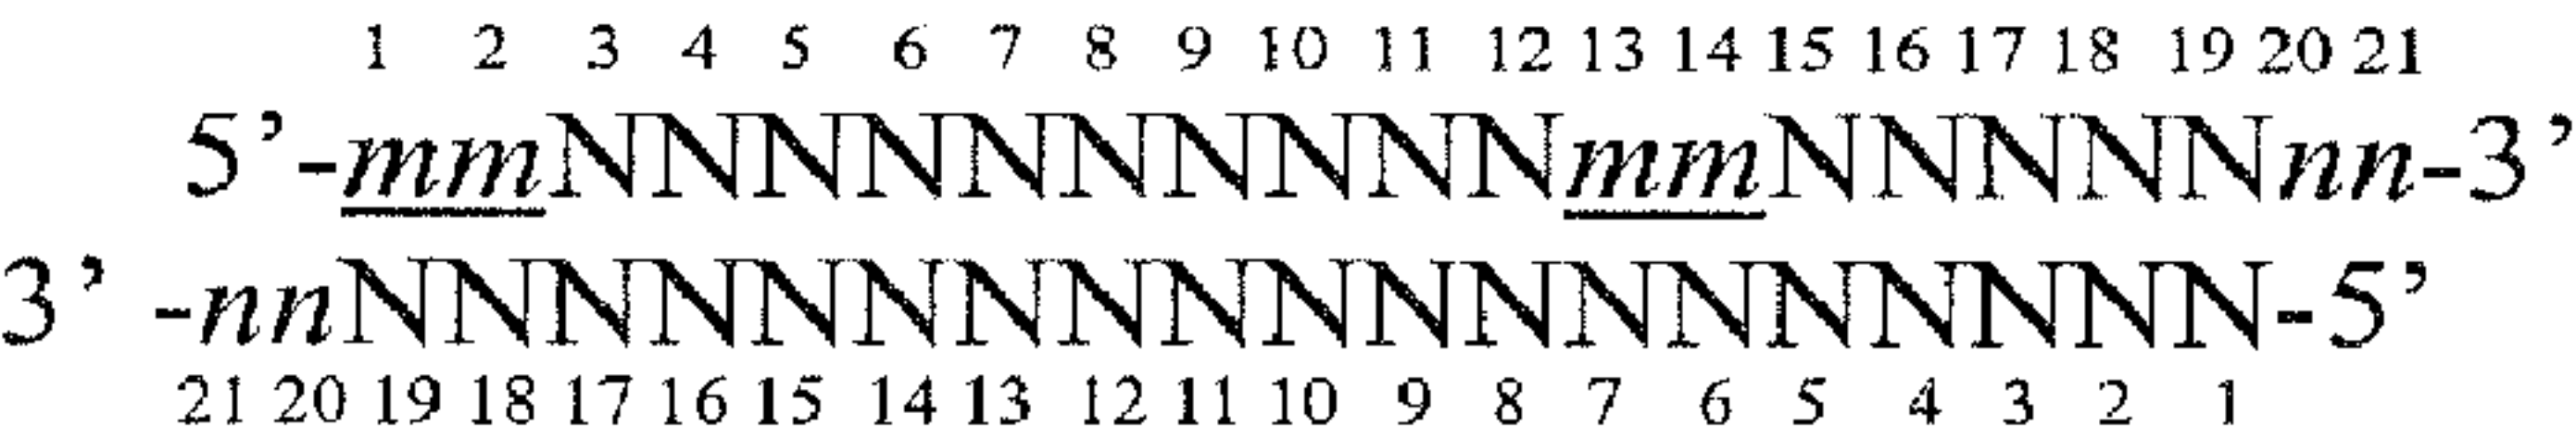 1 2 3 4 5 6 7 8 9 10 11 12 13 14 15 16 17 18 19 20 21
5’-mmNNNNNNNNNNmmNNNNNnn-3’
3’ -nnNNNNNNNNNNNNNNNNNNN-5’
21 20 19 18 17 16 15 14 13 12 11 10 9 8 7 6 5 4 3 2 1